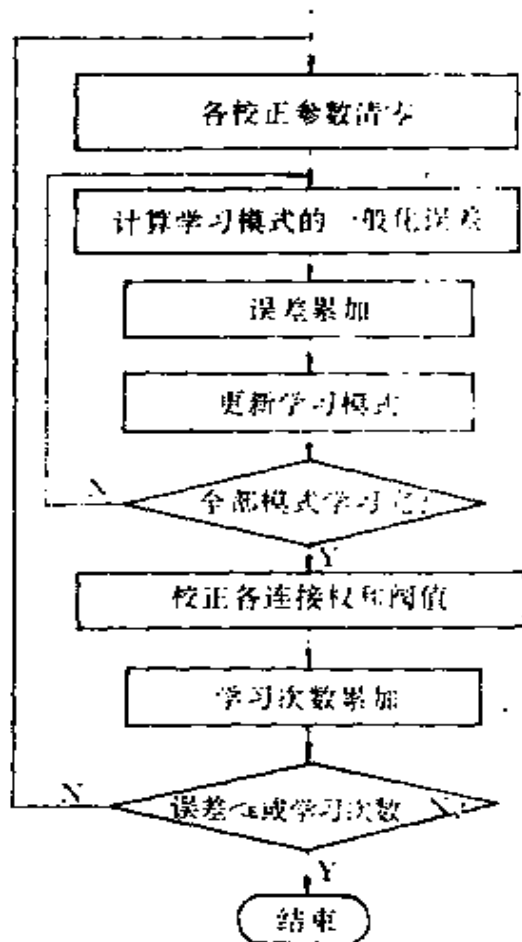 各校正参数清零
计算学习模式的一般化误差
误差累加
更新学习模式
N
全部模式学习完?
Y
校正各连接权和阀值
学习次数累加
N
误差<ε或学习次数
Y
结束